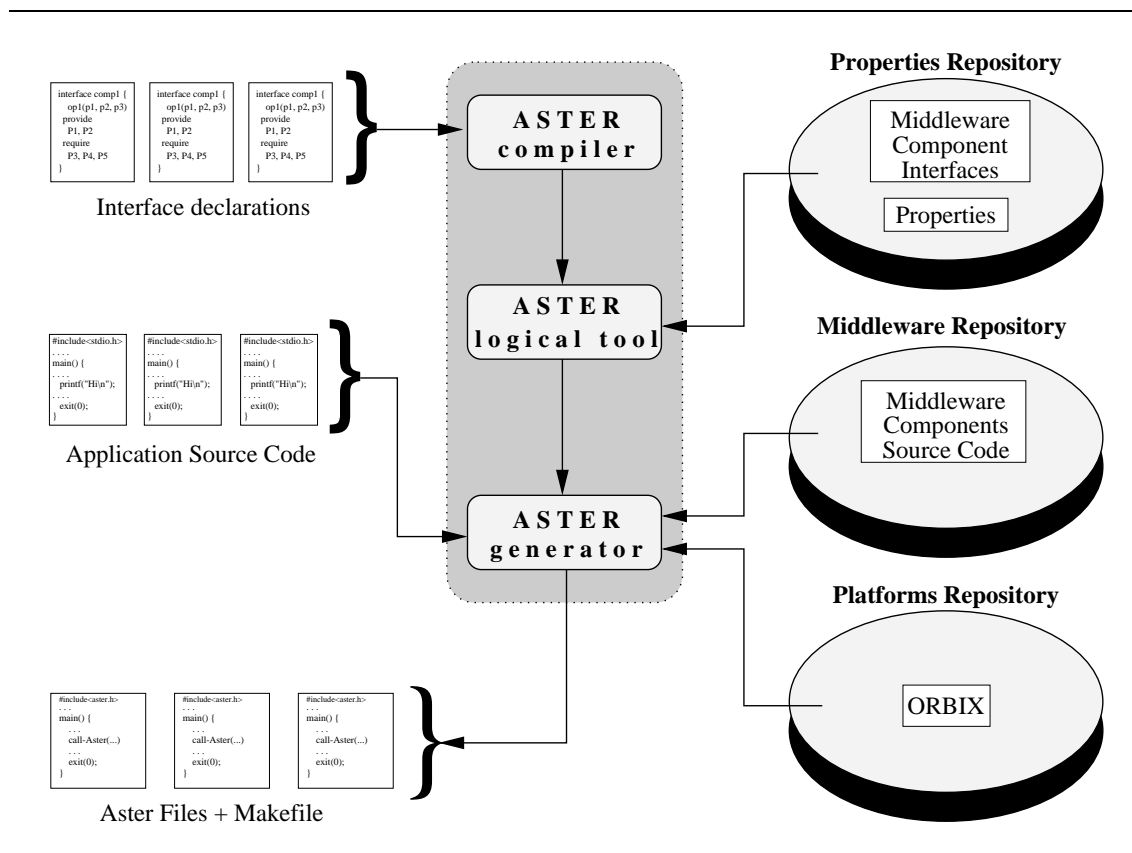 interface comp1 {
op1(p1, p2, p3)
provide
P1, P2
require
P3, P4, P5
}
interface comp1 {
op1(p1, p2, p3)
provide
P1, P2
require
P3, P4, P5
}
interface comp1 {
op1(p1, p2, p3)
provide
P1, P2
require
P3, P4, P5
}
Interface declarations
ASTER
compiler
Properties Repository
Middleware
Component
Interfaces
Properties
ASTER
logical tool
#include<stdio.h>
. . . .
main() {
. . . .
printf("Hi\n");
. . . .
exit(0);
}
#include<stdio.h>
. . . .
main() {
. . . .
printf("Hi\n");
. . . .
exit(0);
}
#include<stdio.h>
. . . .
main() {
. . . .
printf("Hi\n");
. . . .
exit(0);
}
Application Source Code
Middleware Repository
Middleware
Components
Source Code
ASTER
generator
Platforms Repository
ORBIX
#include<aster.h>
. . .
main() {
. . .
call-Aster(...)
. . .
exit(0);
}
#include<aster.h>
. . .
main() {
. . .
call-Aster(...)
. . .
exit(0);
}
#include<aster.h>
. . .
main() {
. . .
call-Aster(...)
. . .
exit(0);
}
Aster Files + Makefile